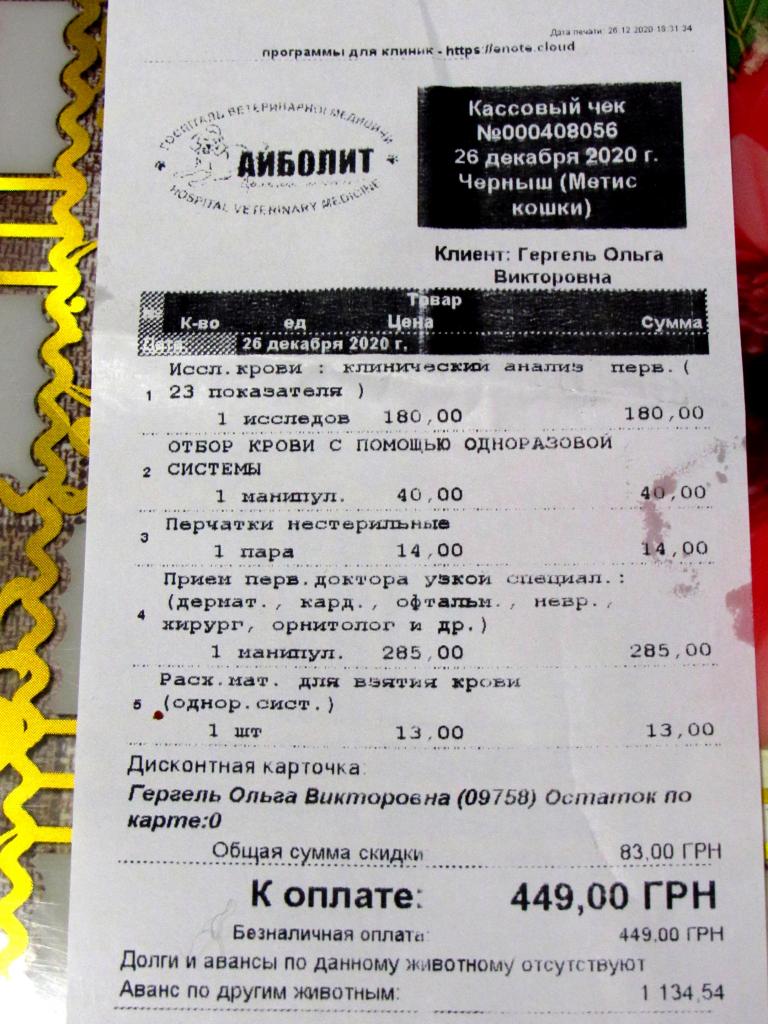 Дата печати: 26.12.2020 18:31:34
программы для клиник - https://enote.cloud
ГОСПІТАЛЬ ВЕТЕРИНАРНОЇ МЕДИЦИНИ
АЙБОЛИТ
HOSPITAL VETERINARY MEDICINE
Кассовый чек
№000408056
26 декабря 2020 г.
Черныш (Метис
кошки)
Клиент: Гергель Ольга
Викторовна
Товар
№ К-во ед Цена Сумма
Дата: 26 декабря 2020 г.
Иссл.крови : клинический анализ перв.(
1 23 показателя )
1 исследов 180,00 180,00
ОТБОР КРОВИ С ПОМОЩЬЮ ОДНОРАЗОВОЙ
2 СИСТЕМЫ
1 манипул. 40,00 40,00
3 Перчатки нестерильные
1 пара 14,00 14,00
Прием перв.доктора узкой специал.:
4 (дермат., кард., офтальм., невр.,
хирург, орнитолог и др.)
1 манипул. 285,00 285,00
Расх.мат. для взятия крови
5 (однор.сист.)
1 шт 13,00 13,00
Дисконтная карточка:
Гергель Ольга Викторовна (09758) Остаток по
карте:0
Общая сумма скидки 83,00 ГРН
К оплате: 449,00 ГРН
Безналичная оплата: 449,00 ГРН
Долги и авансы по данному животному отсутствуют
Аванс по другим животным: 1 134,54